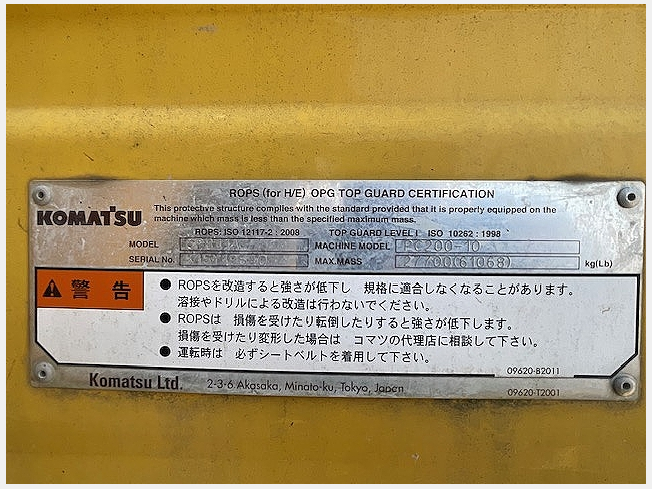 ROPS (for H/E) OPG TOP GUARD CERTIFICATION
KOMATSU
This protective structure complies with the standard provided that it is properly equipped on the
machine which mass is less than the specified maximum mass.
ROPS: ISO 12117-2 : 2008 TOP GUARD LEVEL I ISO 10262 : 1998
MODEL MACHINE MODEL PC200-10
SERIAL No. MAX.MASS 27700(61068) kg(Lb)
警告
● ROPSを改造すると強さが低下し 規格に適合しなくなることがあります。
溶接やドリルによる改造は行わないでください。
● ROPSは 損傷を受けたり転倒したりすると強さが低下します。
損傷を受けたり変形した場合は コマツの代理店に相談して下さい。
● 運転時は 必ずシートベルトを着用して下さい。
09620-B2011
Komatsu Ltd. 2-3-6 Akasaka, Minato-ku, Tokyo, Japan
09620-T2001